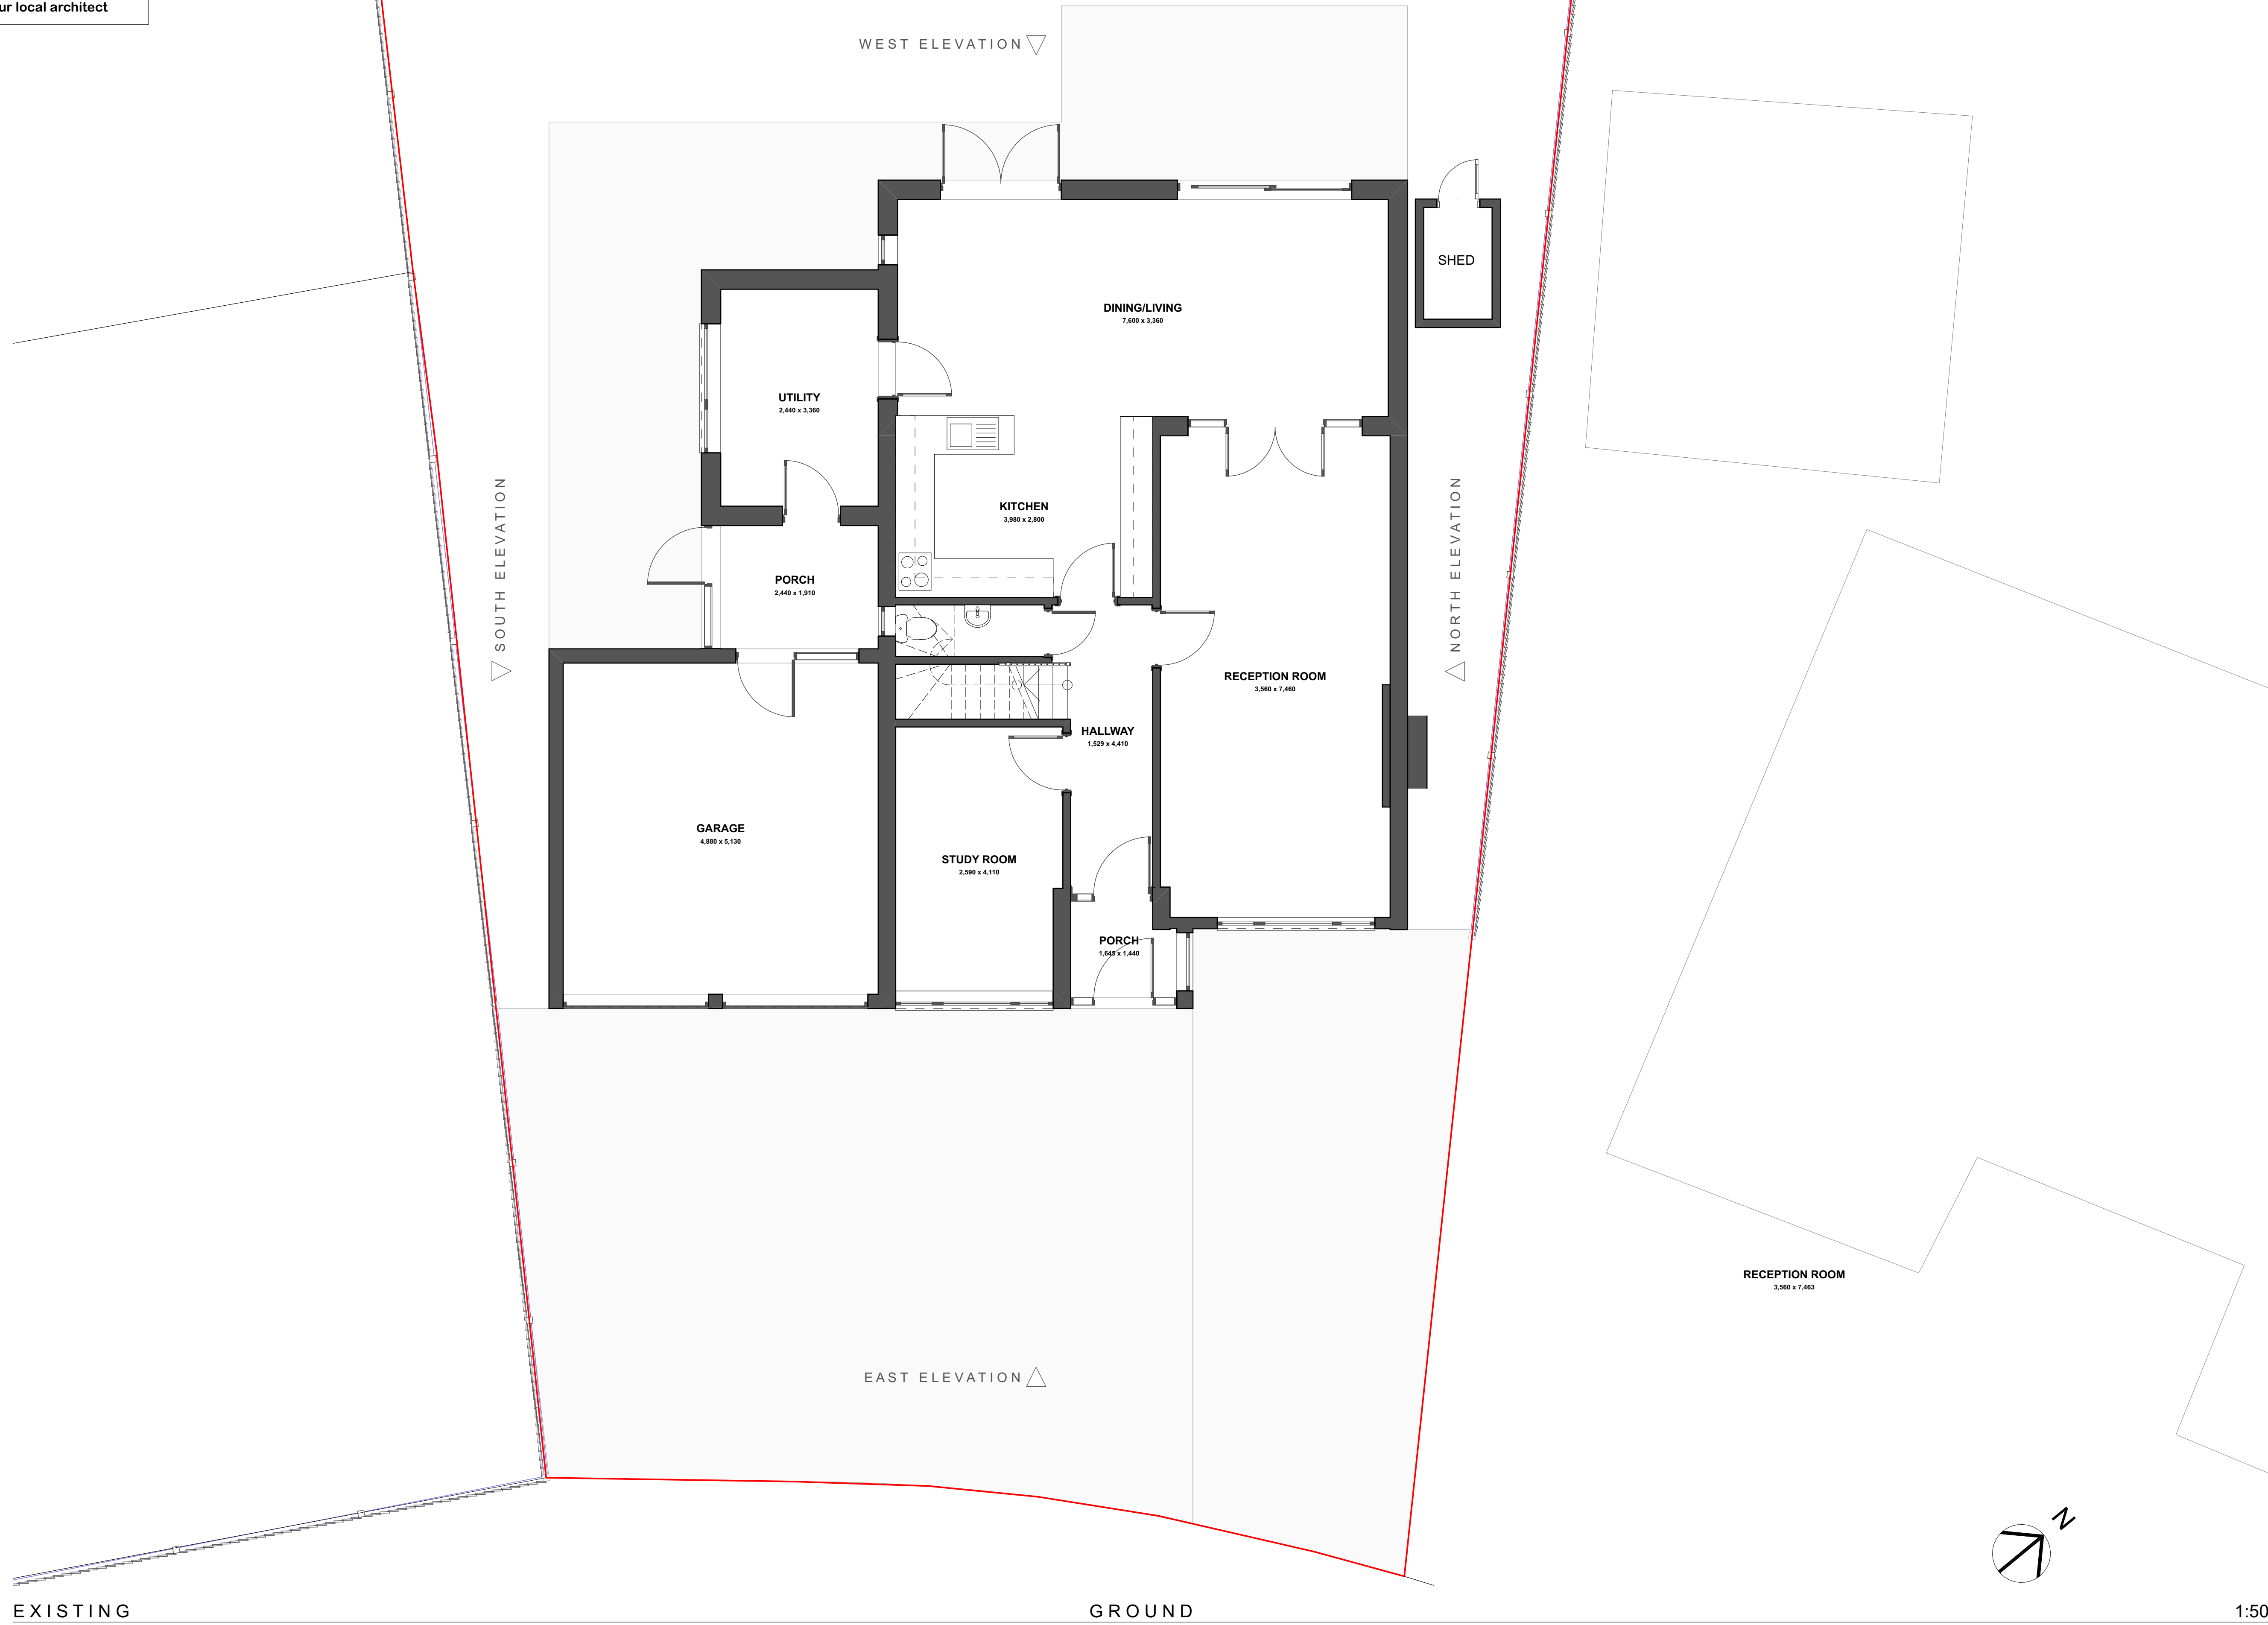 ur local architect
WEST ELEVATION
SHED
DINING/LIVING
7,600 x 3,360
UTILITY
2,440 x 3,360
SOUTH ELEVATION
KITCHEN
3,980 x 2,800
NORTH ELEVATION
PORCH
2,440 x 1,910
RECEPTION ROOM
3,560 x 7,460
HALLWAY
1,529 x 4,410
GARAGE
4,880 x 5,130
STUDY ROOM
2,590 x 4,110
PORCH
1,645 x 1,440
RECEPTION ROOM
3,560 x 7,463
EAST ELEVATION
N
EXISTING
GROUND
1:50